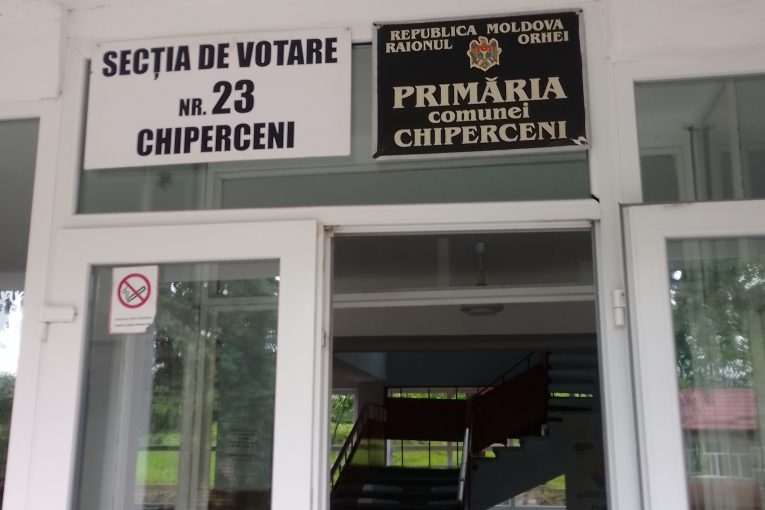 SECȚIA DE VOTARE
NR. 23
CHIPERCENI
REPUBLICA MOLDOVA
RAIONUL ORHEI
PRIMĂRIA
comunei
CHIPERCENI